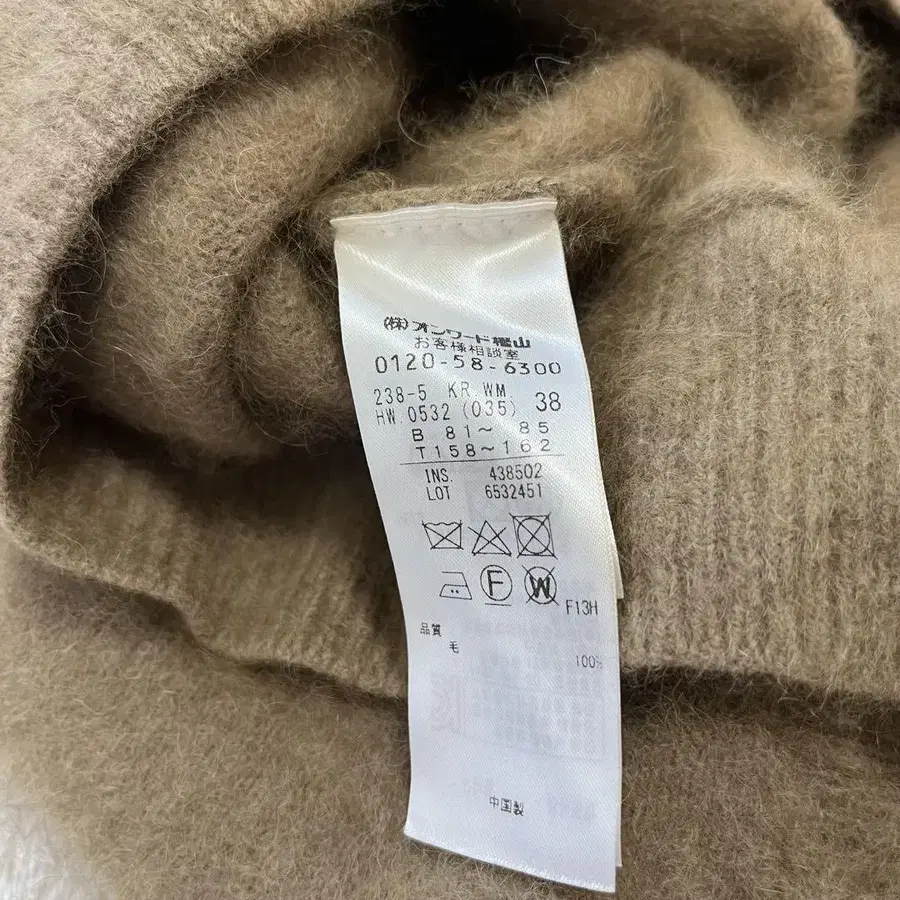 (株)オンワード樫山
お客様相談室
0120-58-6300
238-5 KR.WM.
HW.0532 (035) 38
B 81~ 85
T158~162
INS. 438502
LOT 6532451
F W
F13H
品質
毛 100%
中国製